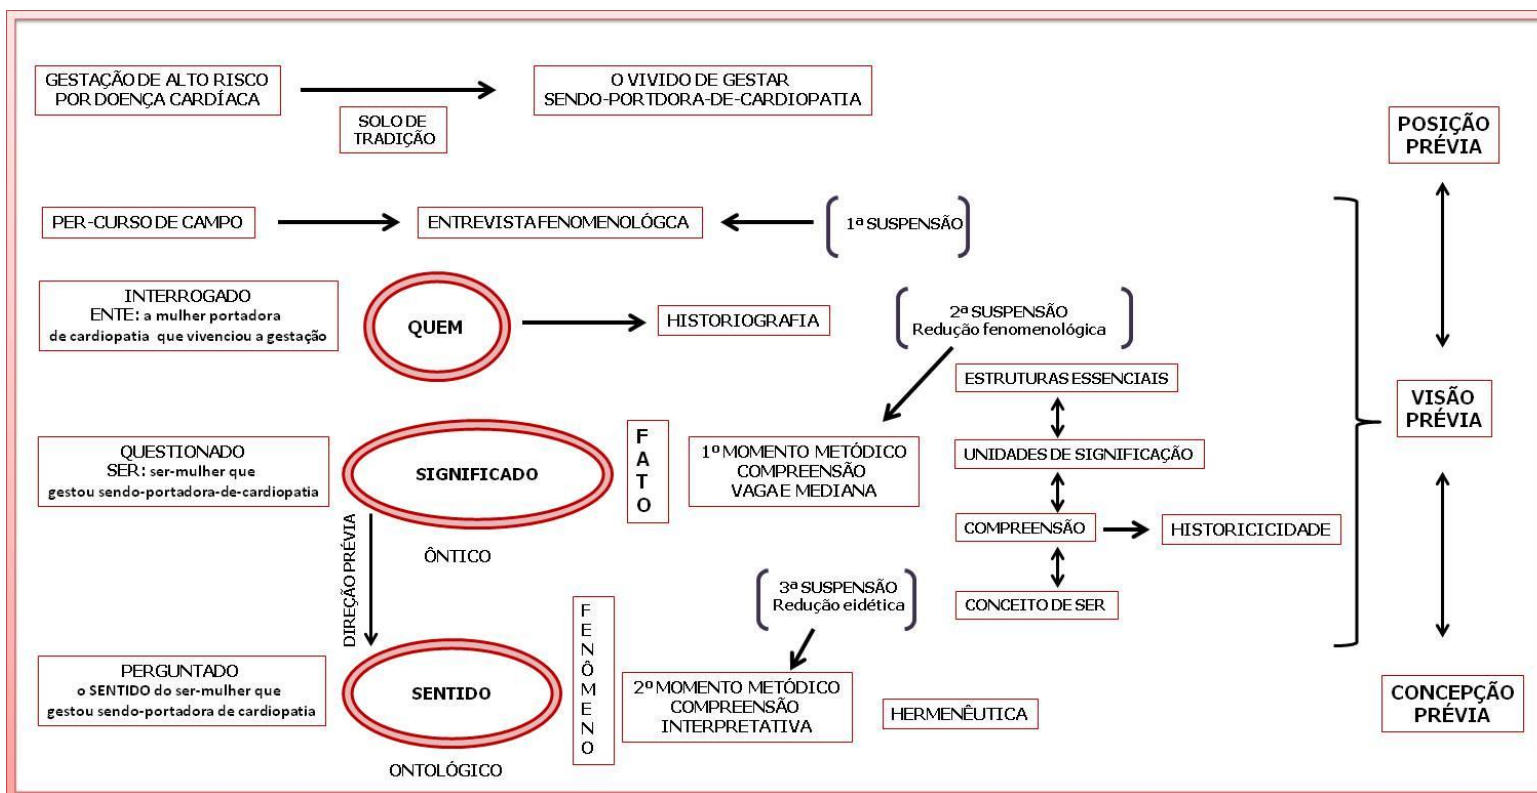 GESTAÇÃO DE ALTO RISCO
POR DOENÇA CARDÍACA
SOLO DE
TRADIÇÃO
O VIVIDO DE GESTAR
SENDO-PORTDORA-DE-CARDIOPATIA
POSIÇÃO
PRÉVIA
PER-CURSO DE CAMPO
ENTREVISTA FENOMENOLÓGCA
1ª SUSPENSÃO
INTERROGADO
ENTE: a mulher portadora
de cardiopatia que vivenciou a gestação
QUEM
HISTORIOGRAFIA
2ª SUSPENSÃO
Redução fenomenológica
ESTRUTURAS ESSENCIAIS
VISÃO
PRÉVIA
QUESTIONADO
SER: ser-mulher que
gestou sendo-portadora-de-cardiopatia
SIGNIFICADO
F
A
T
O
1º MOMENTO METÓDICO
COMPREENSÃO
VAGA E MEDIANA
UNIDADES DE SIGNIFICAÇÃO
COMPREENSÃO
HISTORICICIDADE
DIREÇÃO PRÉVIA
ÔNTICO
3ª SUSPENSÃO
Redução eidética
CONCEITO DE SER
PERGUNTADO
o SENTIDO do ser-mulher que
gestou sendo-portadora de cardiopatia
SENTIDO
F
E
N
Ô
M
E
N
O
2º MOMENTO METÓDICO
COMPREENSÃO
INTERPRETATIVA
HERMENÊUTICA
CONCEPÇÃO
PRÉVIA
ONTOLÓGICO